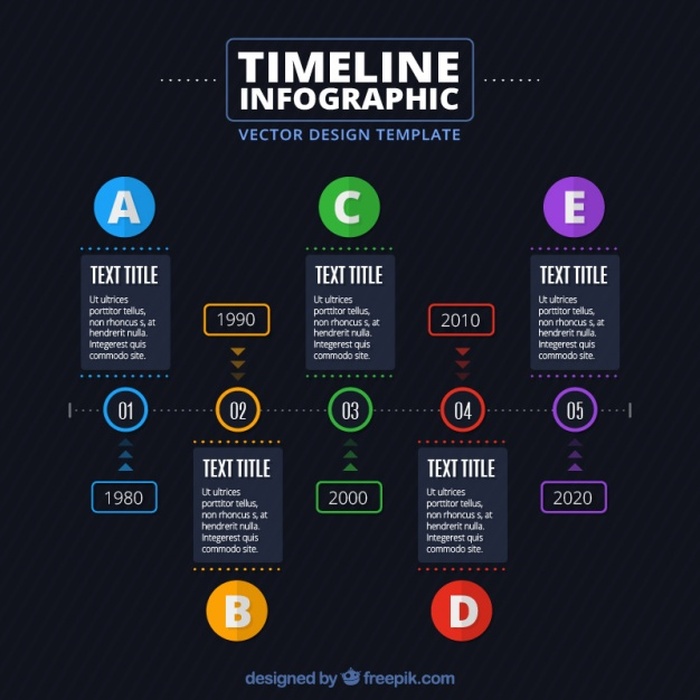 TIMELINE
INFOGRAPHIC
VECTOR DESIGN TEMPLATE
A
TEXT TITLE
Ut ultrices
porttitor tellus,
non rhoncus s, at
hendrerit nulla.
Integerest quis
commodo site.
01
1980
1990
02
TEXT TITLE
Ut ultrices
porttitor tellus,
non rhoncus s, at
hendrerit nulla.
Integerest quis
commodo site.
B
C
TEXT TITLE
Ut ultrices
porttitor tellus,
non rhoncus s, at
hendrerit nulla.
Integerest quis
commodo site.
03
2000
2010
04
TEXT TITLE
Ut ultrices
porttitor tellus,
non rhoncus s, at
hendrerit nulla.
Integerest quis
commodo site.
D
E
TEXT TITLE
Ut ultrices
porttitor tellus,
non rhoncus s, at
hendrerit nulla.
Integerest quis
commodo site.
05
2020
designed by freepik.com